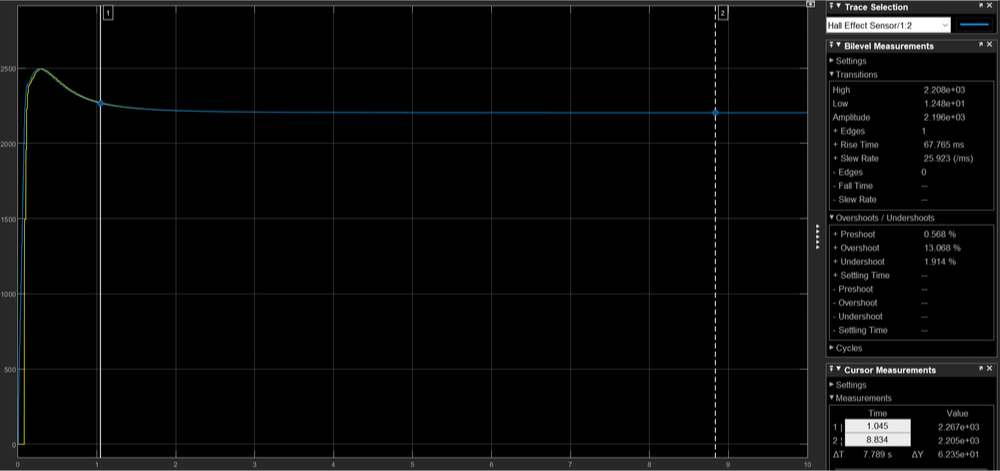 1
2
2500
2000
1500
1000
500
0
0 1 2 3 4 5 6 7 8 9 10
Trace Selection
Hall Effect Sensor/1:2
Bilevel Measurements
Settings
Transitions
High 2.208e+03
Low 1.248e+01
Amplitude 2.196e+03
+ Edges 1
+ Rise Time 67.765 ms
+ Slew Rate 25.923 (/ms)
- Edges 0
- Fall Time --
- Slew Rate --
Overshoots / Undershoots
+ Preshoot 0.568 %
+ Overshoot 13.068 %
+ Undershoot 1.914 %
+ Settling Time --
- Preshoot --
- Overshoot --
- Undershoot --
- Settling Time --
Cycles
Cursor Measurements
Settings
Measurements
Time Value
1 | 1.045 2.267e+03
2 ¦ 8.834 2.205e+03
ΔT 7.789 s ΔY 6.235e+01